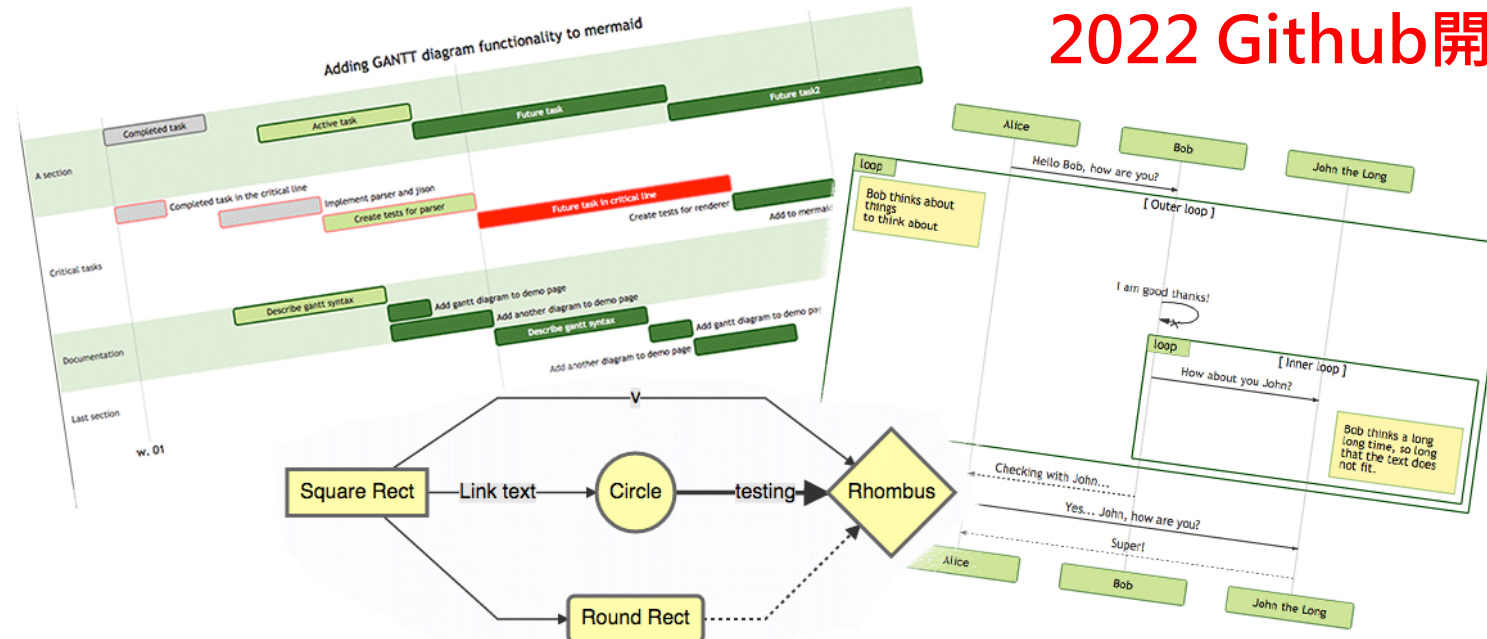 2022 Github開
Adding GANTT diagram functionality to mermaid
Completed task
Active task
Future task
Future task2
A section
Completed task in the critical line
Implement parser and jison
Create tests for parser
Future task in critical line
Create tests for renderer
Add to mermaid
Critical tasks
Describe gantt syntax
Add gantt diagram to demo page
Add another diagram to demo page
Describe gantt syntax
Add gantt diagram to demo pa
Add another diagram to demo page
Documentation
Last section
w. 01
Alice
Bob
John the Long
loop
Hello Bob, how are you?
[ Outer loop ]
Bob thinks about
things
to think about
I am good thanks!
loop
[ Inner loop ]
How about you John?
Bob thinks a long
long time, so long
that the text does
not fit.
Checking with John...
Yes... John, how are you?
Super!
Alice
Bob
John the Long
v
Square Rect
Link text
Circle
testing
Rhombus
Round Rect